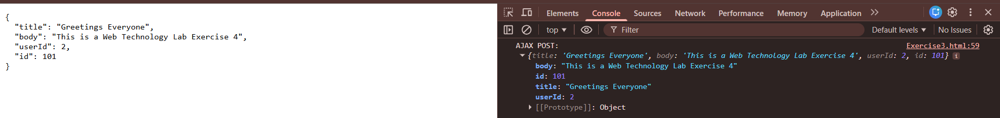 {
  "title": "Greetings Everyone",
  "body": "This is a Web Technology Lab Exercise 4",
  "userId": 2,
  "id": 101
}
Elements Console Sources Network Performance Memory Application
top Filter Default levels No Issues
AJAX POST: Exercise3.html:59
{title: 'Greetings Everyone', body: 'This is a Web Technology Lab Exercise 4', userId: 2, id: 101} i
body: "This is a Web Technology Lab Exercise 4"
id: 101
title: "Greetings Everyone"
userId: 2
[[Prototype]]: Object